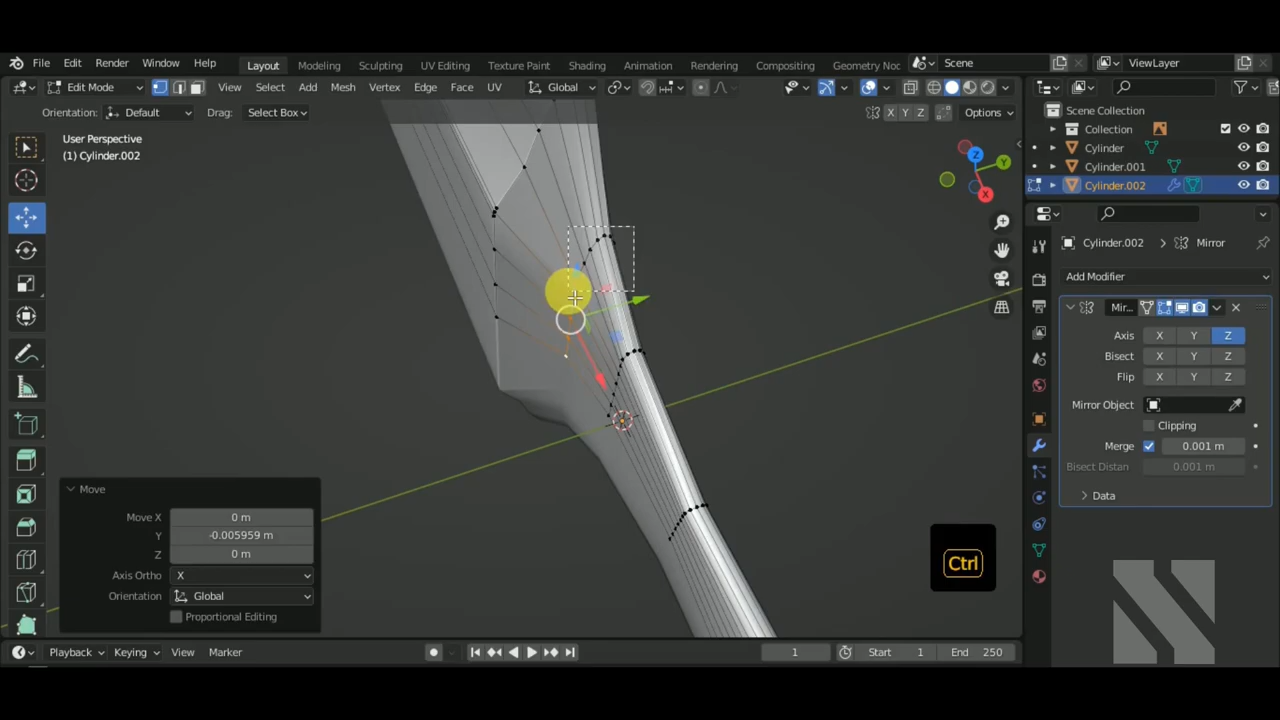 File Edit Render Window Help Layout Modeling Sculpting UV Editing Texture Paint Shading Animation Rendering Compositing Geometry Noc Scene ViewLayer
Edit Mode View Select Add Mesh Vertex Edge Face UV Global
Orientation: Default Drag: Select Box X Y Z Options
User Perspective
(1) Cylinder.002
Z
Y
X
Scene Collection
Collection
Cylinder
Cylinder.001
Cylinder.002
Cylinder.002 Mirror
Add Modifier
Mir...
Axis X Y Z
Bisect X Y Z
Flip X Y Z
Mirror Object
Clipping
Merge 0.001 m
Bisect Distan 0.001 m
Data
Move
Move X 0 m
Y -0.005959 m
Z 0 m
Axis Ortho X
Orientation Global
Proportional Editing
Ctrl
Playback Keying View Marker 1 Start 1 End 250